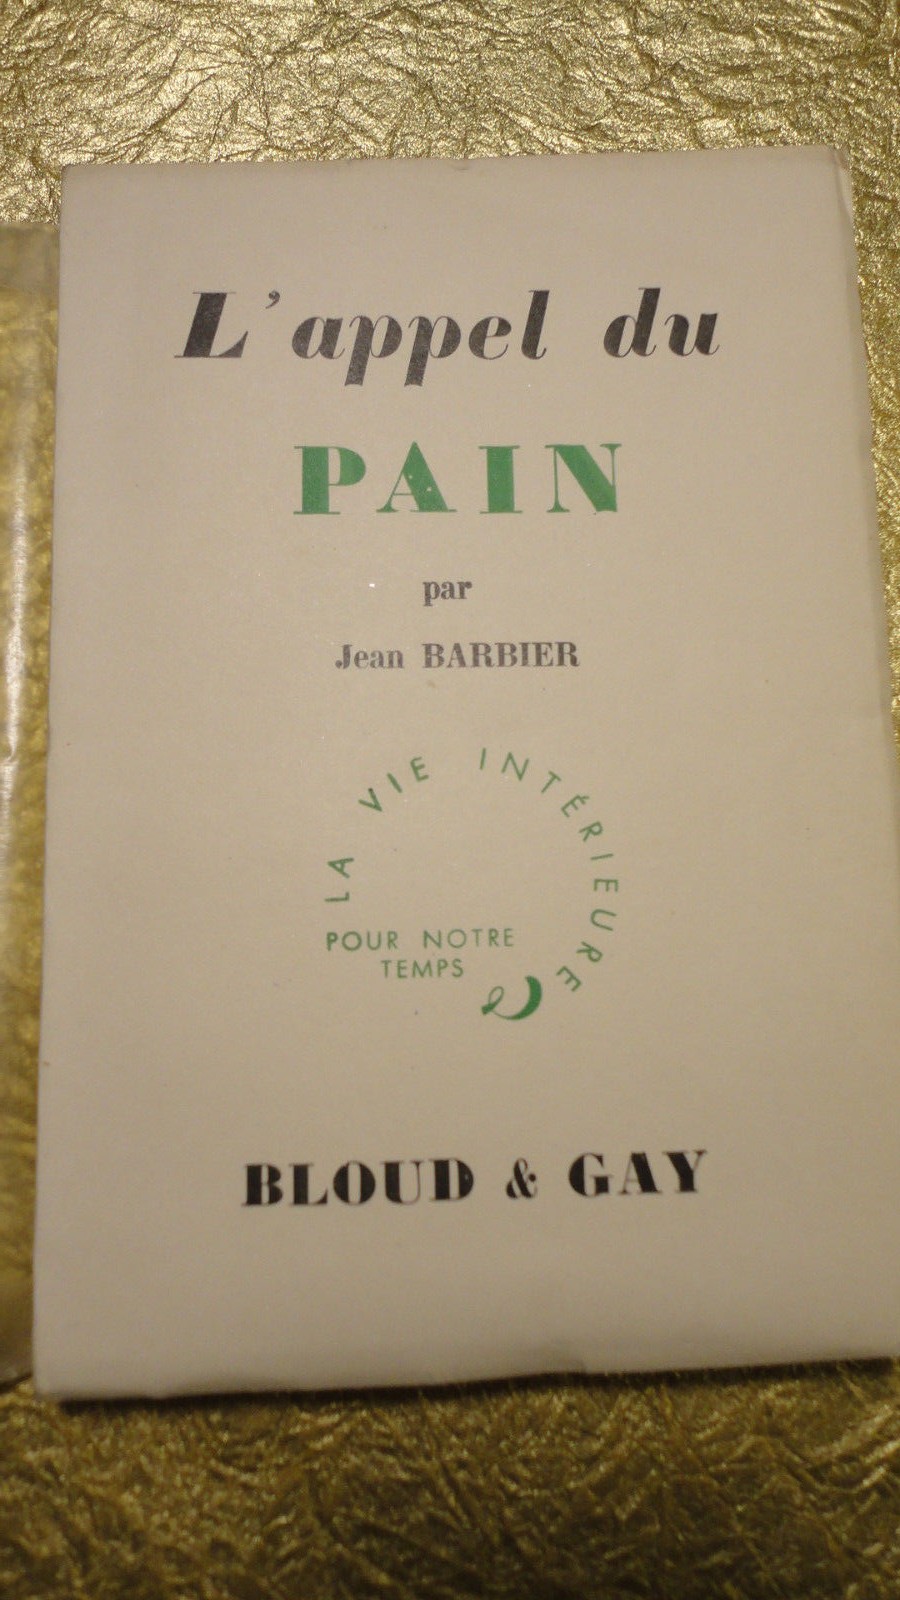 L'appel du
PAIN
par
Jean BARBIER
LA VIE INTÉRIEURE
POUR NOTRE
TEMPS
BLOUD & GAY